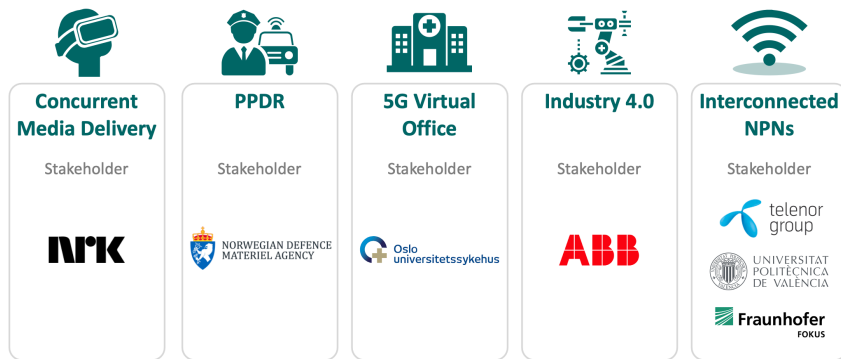 Concurrent
Media Delivery
Stakeholder
NRK
PPDR
Stakeholder
NORWEGIAN DEFENCE
MATERIEL AGENCY
5G Virtual
Office
Stakeholder
Oslo
universitetssykehus
Industry 4.0
Stakeholder
ABB
Interconnected
NPNs
Stakeholder
telenor
group
UNIVERSITAT
POLITÈCNICA
DE VALÈNCIA
Fraunhofer
FOKUS